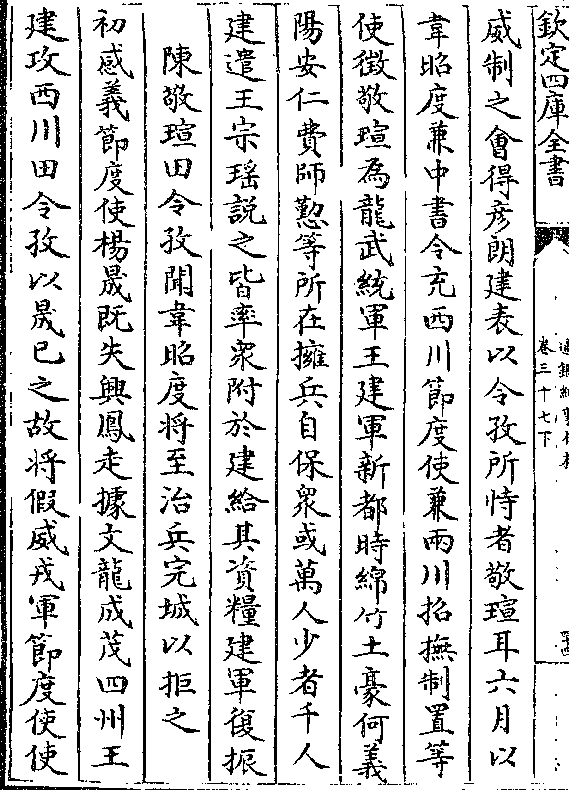 欽定四庫全書
卷三十七下
威制之會得彥朗建表以令孜所恃者敬瑄耳六月以
韋昭度兼中書令充西川節度使兼兩川招撫制置等
使徵敬瑄為龍武統軍王建軍新都時綿竹土豪何義
陽安仁費師懃等所在擁兵自保衆或萬人少者千人
建遣王宗瑤說之皆率衆附於建給其資糧建軍復振
陳敬瑄田令孜聞韋昭度將至治兵完城以拒之
初感義節度使楊晟既失興鳳走據文龍成茂四州王
建攻西川田令孜以晟已之故將假威戎軍節度使使